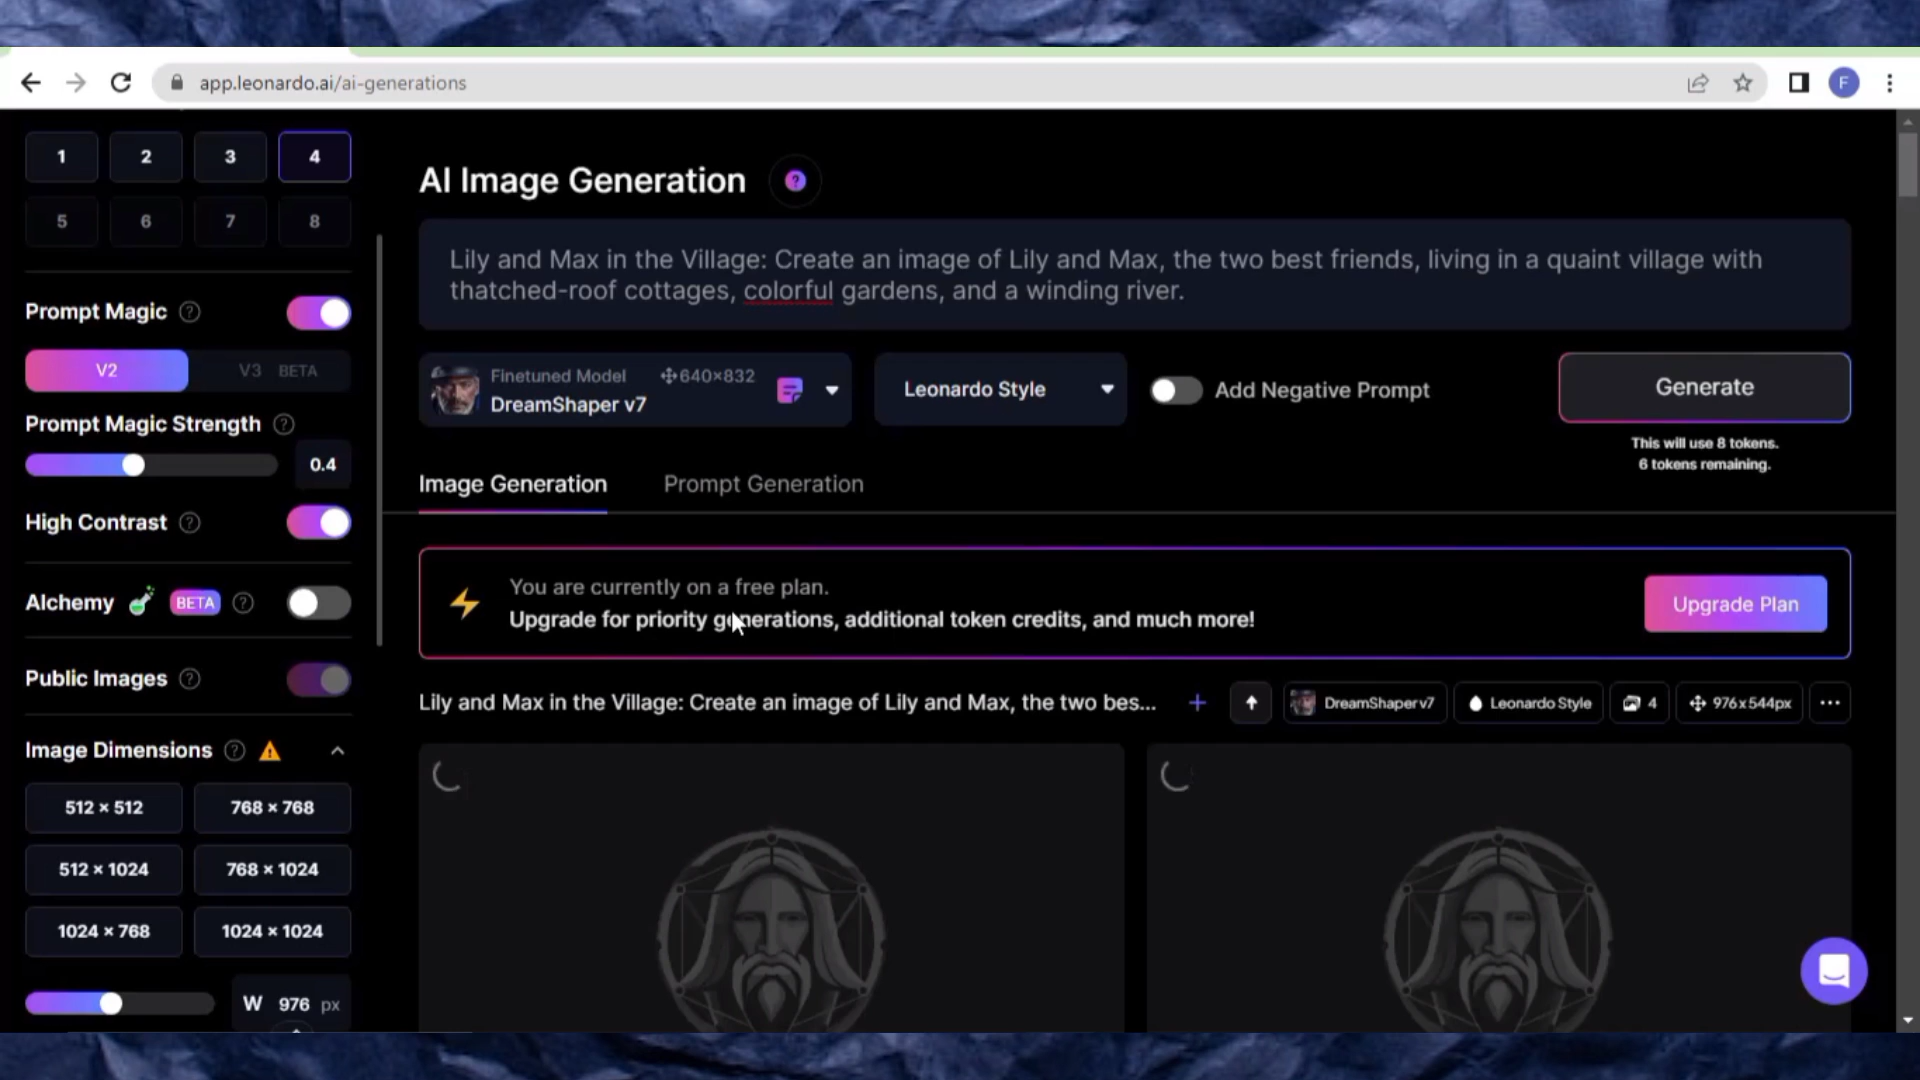 app.leonardo.ai/ai-generations
F
1 2 3 4
5 6 7 8
Prompt Magic ?
V2 V3 BETA
Prompt Magic Strength ?
0.4
High Contrast ?
Alchemy BETA ?
Public Images ?
Image Dimensions ?
512 × 512 768 × 768
512 × 1024 768 × 1024
1024 × 768 1024 × 1024
W 976 px
AI Image Generation ?
Lily and Max in the Village: Create an image of Lily and Max, the two best friends, living in a quaint village with
thatched-roof cottages, colorful gardens, and a winding river.
Finetuned Model 640×832
DreamShaper v7
Leonardo Style
Add Negative Prompt
Generate
This will use 8 tokens.
6 tokens remaining.
Image Generation Prompt Generation
You are currently on a free plan.
Upgrade for priority generations, additional token credits, and much more!
Upgrade Plan
Lily and Max in the Village: Create an image of Lily and Max, the two bes... DreamShaper v7 Leonardo Style 4 976x544px